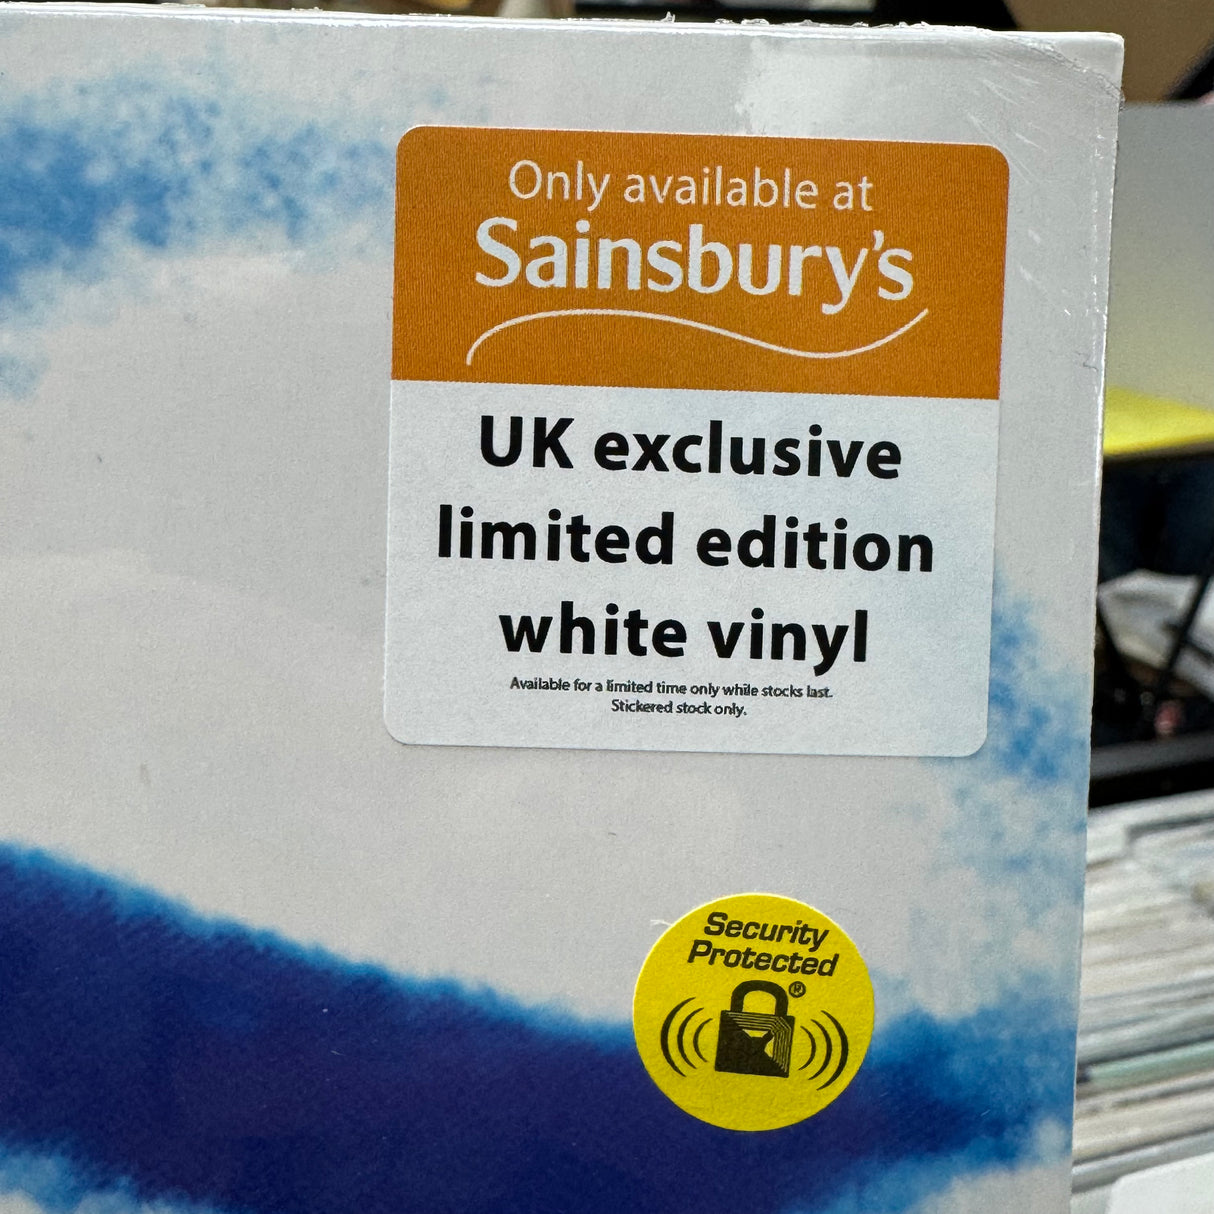 Only available at
Sainsbury's
UK exclusive
limited edition
white vinyl
Available for a limited time only while stocks last.
Stickered stock only.
Security
Protected
®